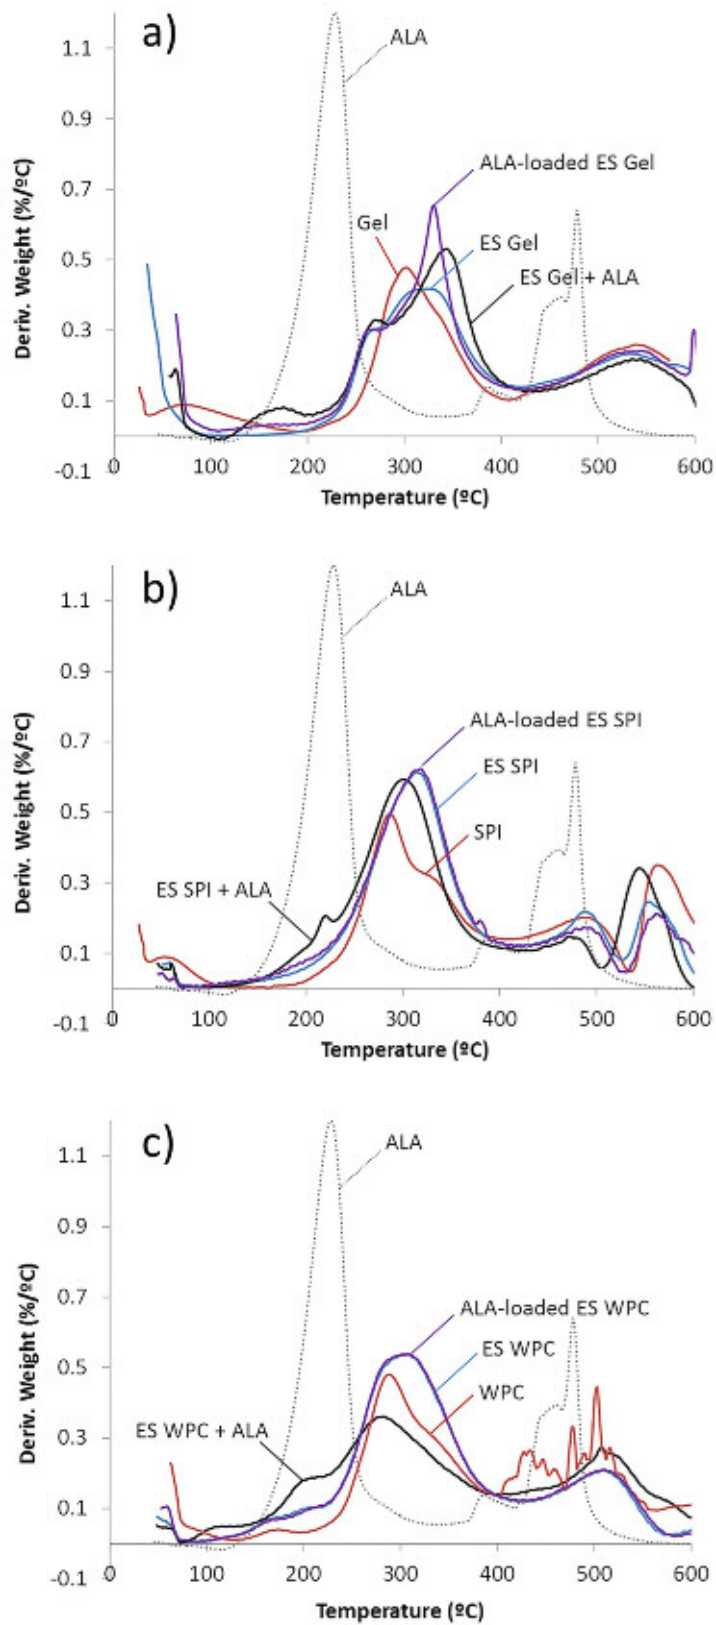 a)
ALA
1.1
0.9
ALA-loaded ES Gel
0.7
Gel
ES Gel
0.5
ES Gel + ALA
0.3
0.1
-0.1
0 100 200 300 400 500 600
Deriv. Weight (%/ºC)
Temperature (ºC)
b)
ALA
1.1
0.9
ALA-loaded ES SPI
0.7
ES SPI
0.5
SPI
ES SPI + ALA
0.3
0.1
-0.1
0 100 200 300 400 500 600
Deriv. Weight (%/ºC)
Temperature (ºC)
c)
ALA
1.1
0.9
ALA-loaded ES WPC
0.7
ES WPC
0.5
WPC
ES WPC + ALA
0.3
0.1
-0.1
0 100 200 300 400 500 600
Deriv. Weight (%/ºC)
Temperature (ºC)